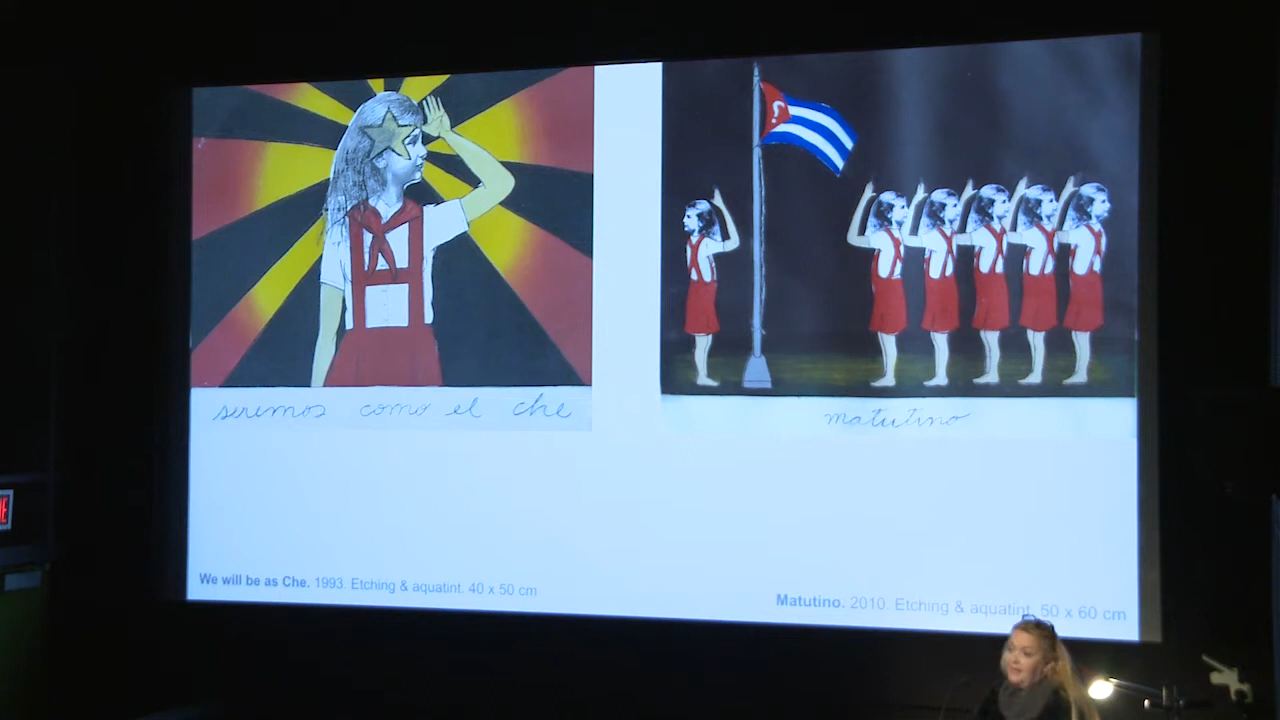 seremos como el che
matutino
We will be as Che. 1993. Etching & aquatint. 40 x 50 cm
Matutino. 2010. Etching & aquatint. 50 x 60 cm